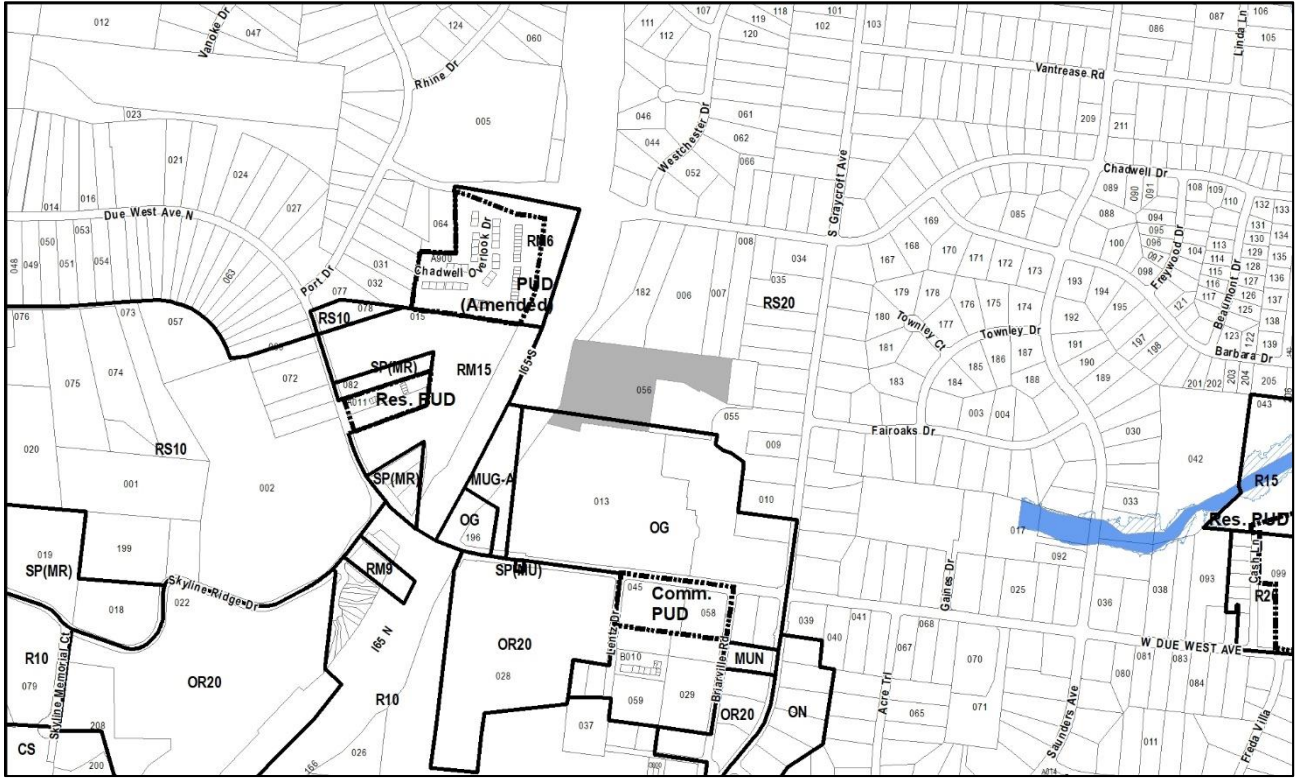 012
Vanoke Dr
047
124
060
107
111
112
118
119
120
101
102
103
086
087
106
105
Linda Ln
Rhine Dr
Vantrease Rd
023
005
046
044
061
062
066
052
Westchester Dr
209
211
021
024
016
014
027
S Graycroft Ave
Chadwell Dr
089
090
091
108
109
110
132
133
Due West Ave N
053
050
054
051
049
048
063
064
Verlook Dr
RM6
A900
Chadwell O
031
032
Port Dr
PUD
(Amended)
008
034
035
169
168
167
170
171
172
173
085
088
100
094
095
096
097
098
Freywood Dr
113
114
115
116
117
131
130
129
128
127
126
125
134
135
136
137
138
139
182
006
007
RS20
179
178
180
177
176
175
174
193
194
195
192
121
Beaumont Dr
123
122
Townley Ct
Townley Dr
181
186
187
191
190
189
197
198
Barbara Dr
077
078
015
RS10
076
073
057
SP(MR)
RM15
I65 S
074
075
072
082
A011
Res. PUD
056
055
183
185
184
188
201
202
203
204
205
043
003
004
Fairoaks Dr
009
030
042
RS10
020
001
002
SP(MR)
MUG-A
013
OG
010
OG
196
033
R15
Res. PUD
017
092
019
SP(MR)
199
018
022
Skyline Ridge Dr
RM9
SP(MU)
045
Comm.
PUD
058
Lentz Dr
Gaines Dr
025
036
038
093
Cash Ln
099
I65 N
OR20
028
039
041
040
068
067
W DUE WEST AVE
R10
079
Skyline Memorial Ct
OR20
R10
B010
059
029
Briarville Rd
MUN
OR20
ON
Acre Trl
065
070
071
Saunders Ave
080
081
083
084
Freda Villa
CS
208
200
026
166
037
011
A014